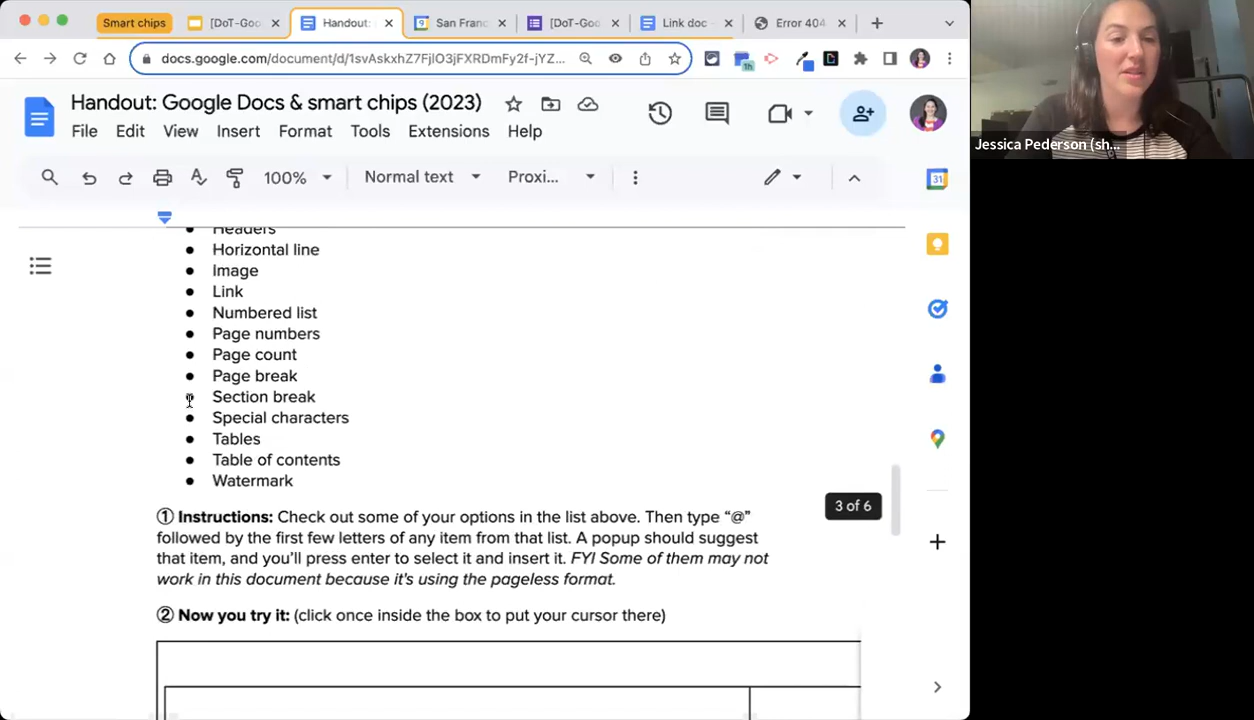 Smart chips
[DoT-Goo
Handout:
San Franc
[DoT-Goo
Link doc -
Error 404
docs.google.com/document/d/1svAskxhZ7FjlO3jFXRDmFy2f-jYZ...
1h
Handout: Google Docs & smart chips (2023)
File Edit View Insert Format Tools Extensions Help
100% Normal text Proxi...
31
Headers
Horizontal line
Image
Link
Numbered list
Page numbers
Page count
Page break
Section break
Special characters
Tables
Table of contents
Watermark
3 of 6
① Instructions: Check out some of your options in the list above. Then type “@”
followed by the first few letters of any item from that list. A popup should suggest
that item, and you’ll press enter to select it and insert it. FYI Some of them may not
work in this document because it's using the pageless format.
② Now you try it: (click once inside the box to put your cursor there)
Jessica Pederson (sh...